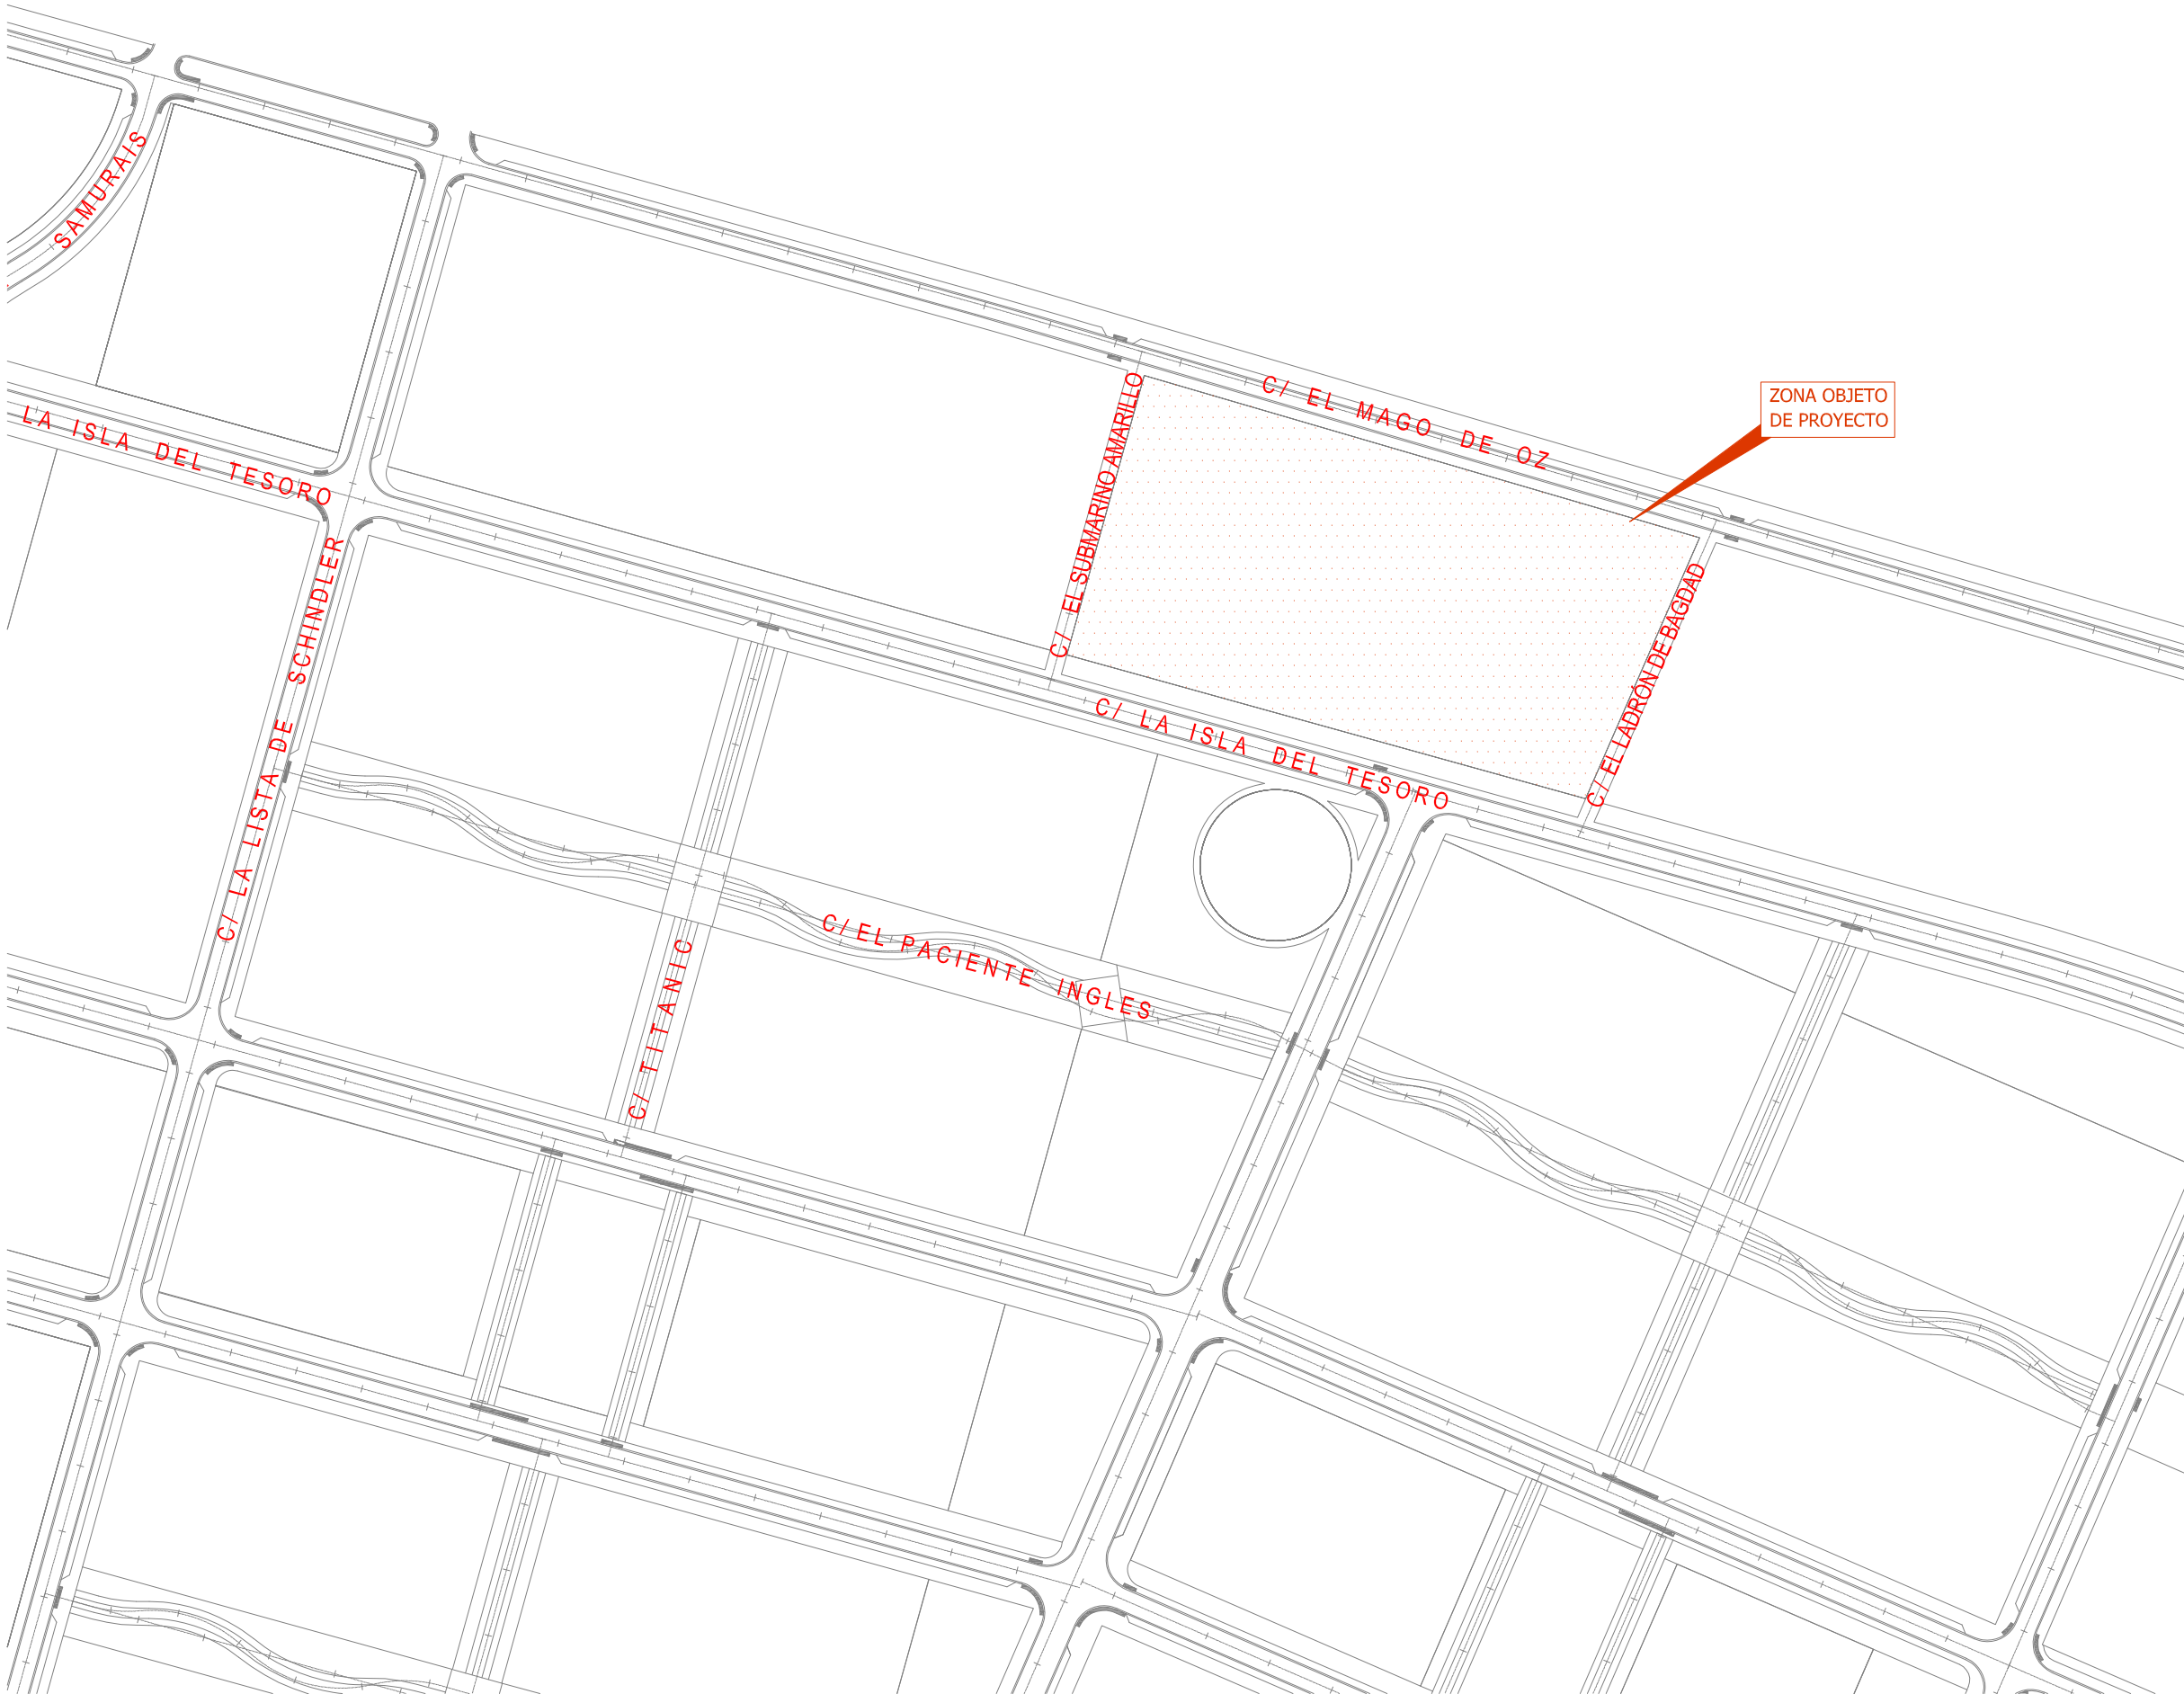 SAMURAIS
C/ EL MAGO DE OZ
ZONA OBJETO
DE PROYECTO
C/ EL SUBMARINO AMARILLO
LA ISLA DEL TESORO
C/ LA LISTA DE SCHINDLER
C/ EL LADRÓN DE BAGDAD
C/ LA ISLA DEL TESORO
C/ EL PACIENTE INGLES
C/ TITANIC